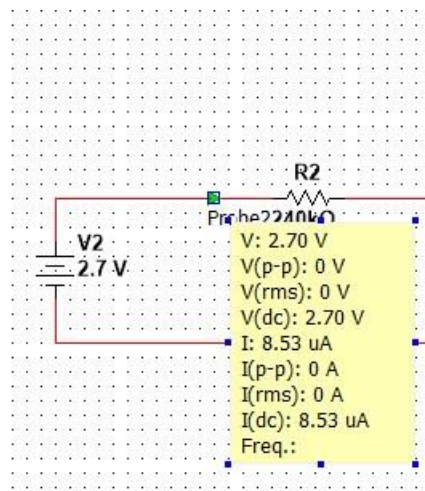 R2
Probe2240kΩ
V2
2.7 V
V: 2.70 V
V(p-p): 0 V
V(rms): 0 V
V(dc): 2.70 V
I: 8.53 uA
I(p-p): 0 A
I(rms): 0 A
I(dc): 8.53 uA
Freq.: